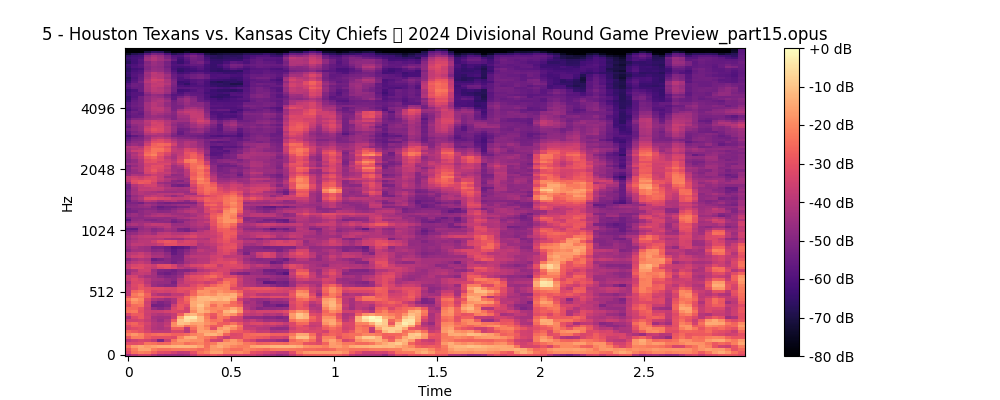 5 - Houston Texans vs. Kansas City Chiefs ▯ 2024 Divisional Round Game Preview_part15.opus
+0 dB
-10 dB
-20 dB
-30 dB
-40 dB
-50 dB
-60 dB
-70 dB
-80 dB
4096
2048
1024
512
0
Hz
0
0.5
1
1.5
2
2.5
Time